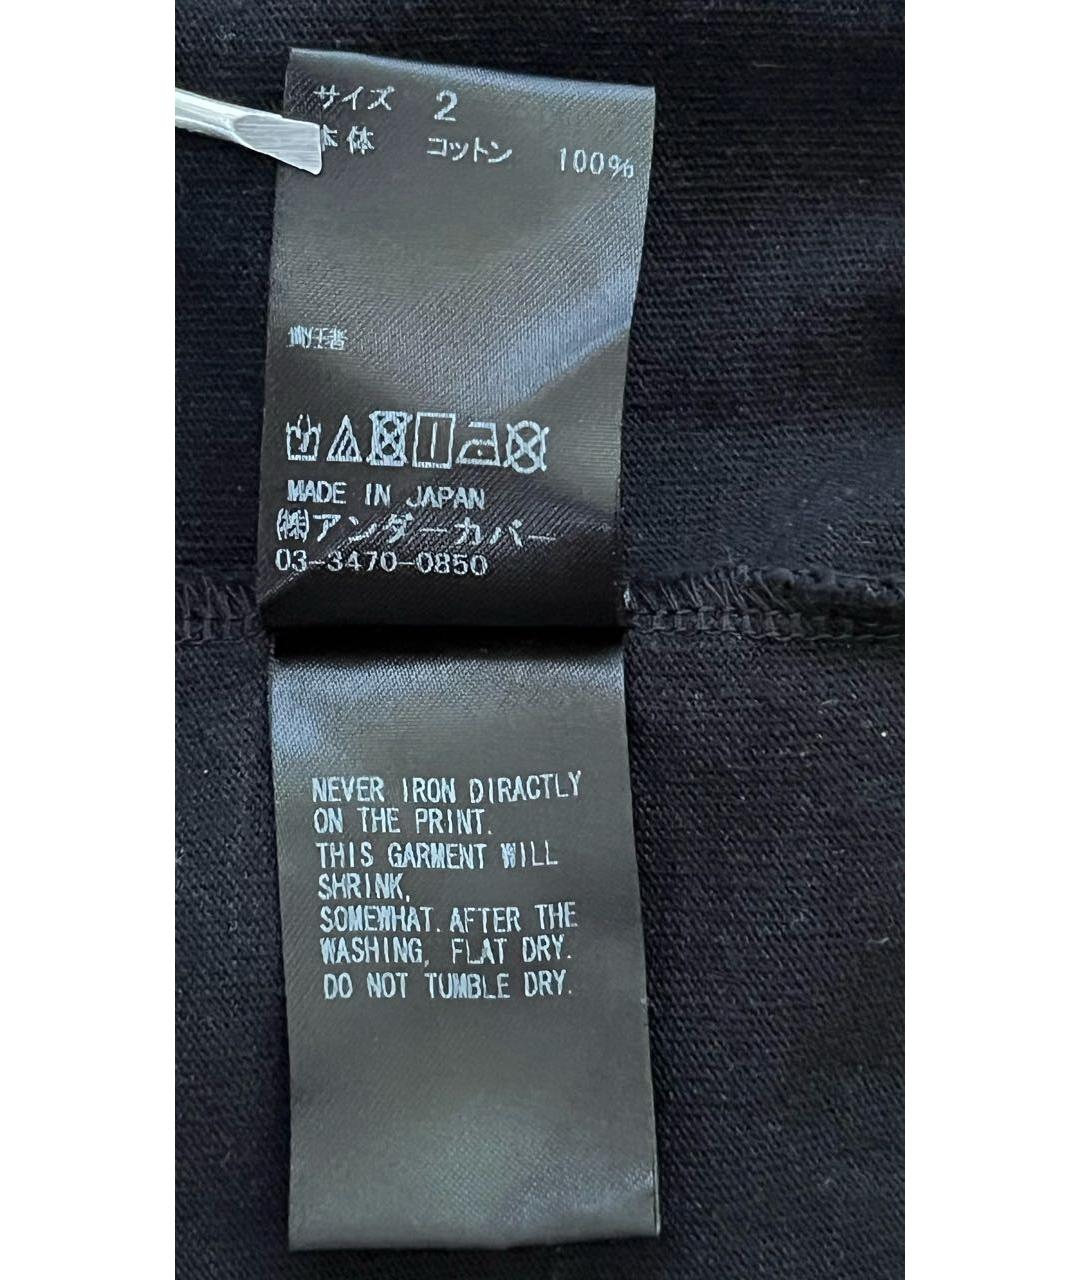 サイズ 2
本体 コットン 100%
責任者
MADE IN JAPAN
㈱アンダーカバー
03-3470-0850
NEVER IRON DIRACTLY
ON THE PRINT.
THIS GARMENT WILL
SHRINK,
SOMEWHAT. AFTER THE
WASHING, FLAT DRY.
DO NOT TUMBLE DRY.